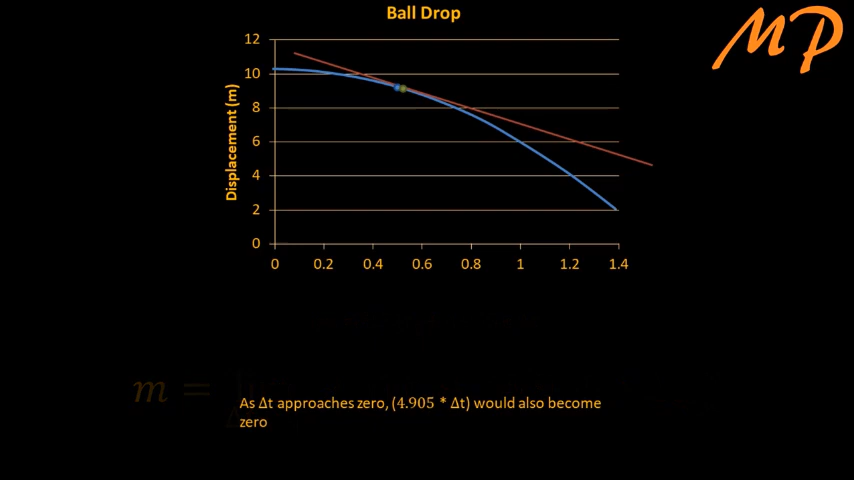 Ball Drop
MP
12
10
8
6
4
2
0
Displacement (m)
0 0.2 0.4 0.6 0.8 1 1.2 1.4
m =
As Δt approaches zero, (4.905 * Δt) would also become
zero